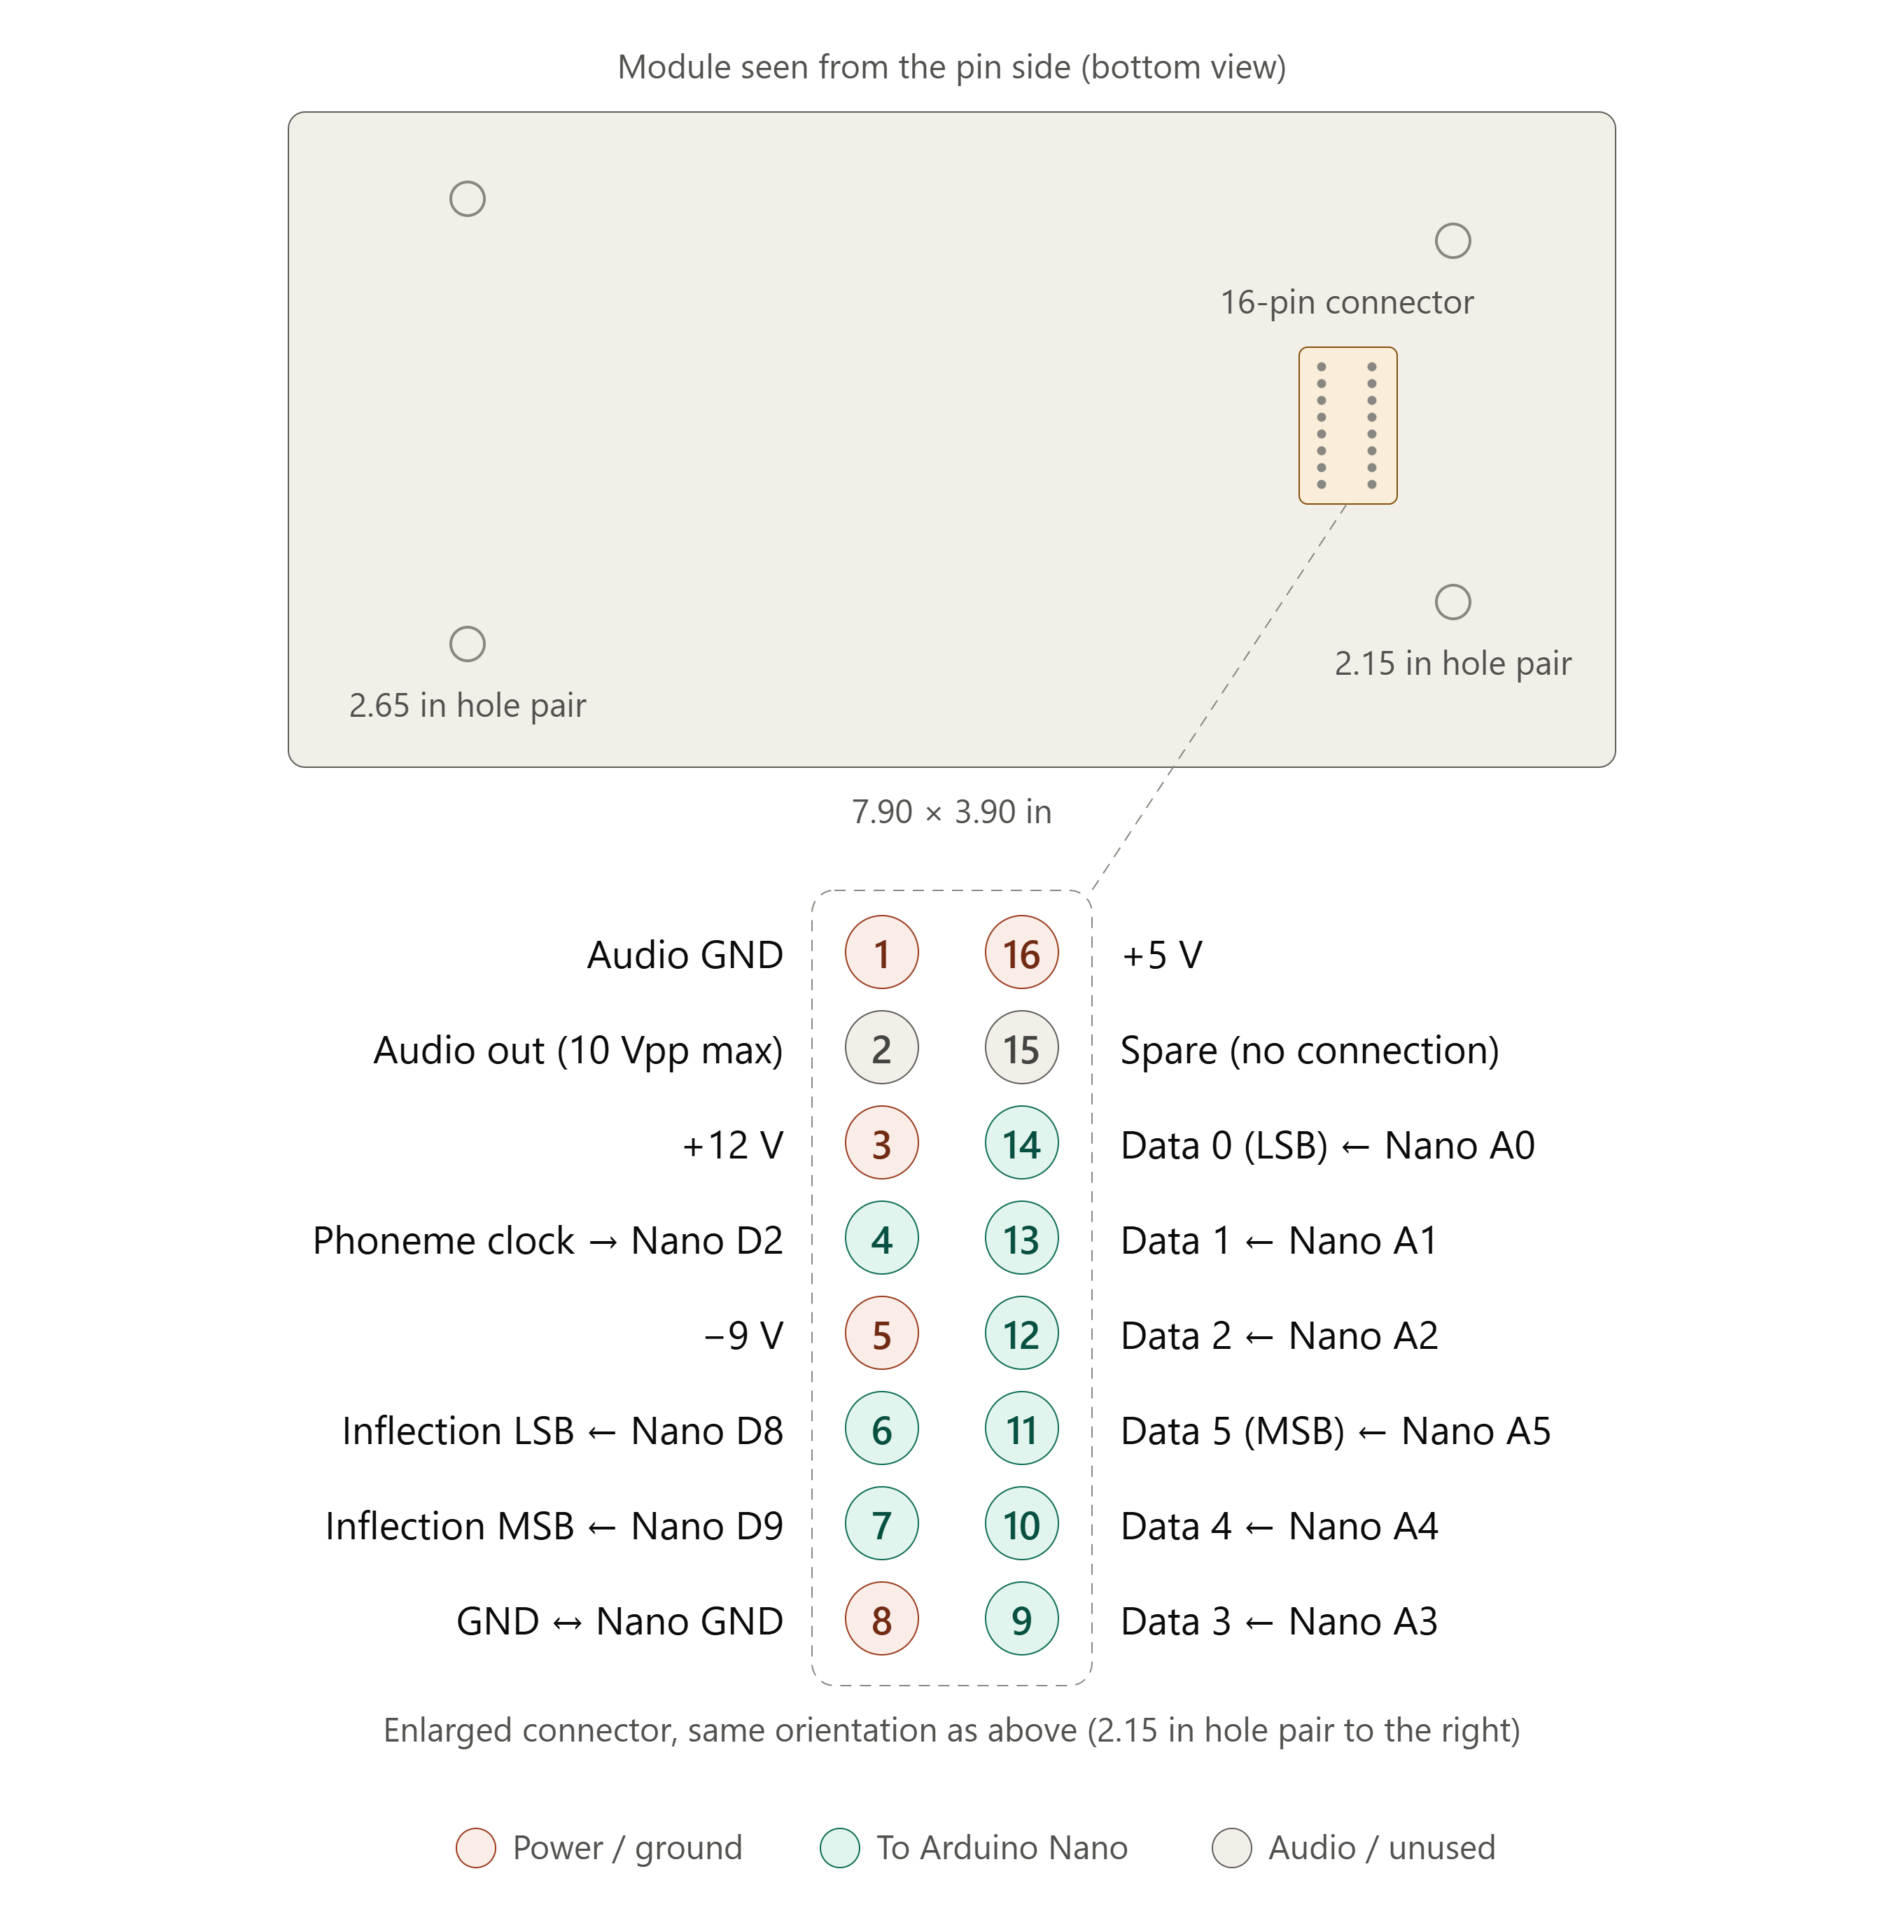 Module seen from the pin side (bottom view)
16-pin connector
2.15 in hole pair
2.65 in hole pair
7.90 × 3.90 in
Audio GND 1 16 +5 V
Audio out (10 Vpp max) 2 15 Spare (no connection)
+12 V 3 14 Data 0 (LSB) ← Nano A0
Phoneme clock → Nano D2 4 13 Data 1 ← Nano A1
−9 V 5 12 Data 2 ← Nano A2
Inflection LSB ← Nano D8 6 11 Data 5 (MSB) ← Nano A5
Inflection MSB ← Nano D9 7 10 Data 4 ← Nano A4
GND ↔ Nano GND 8 9 Data 3 ← Nano A3
Enlarged connector, same orientation as above (2.15 in hole pair to the right)
Power / ground To Arduino Nano Audio / unused